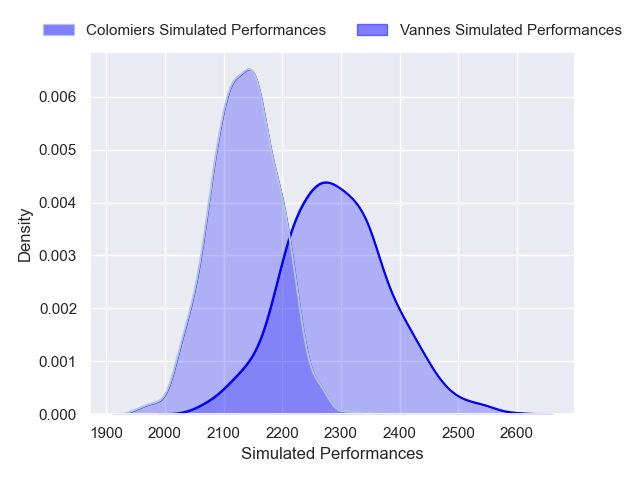 Colomiers Simulated Performances Vannes Simulated Performances
0.006
0.005
0.004
0.003
0.002
0.001
0.000
Density
1900 2000 2100 2200 2300 2400 2500 2600
Simulated Performances